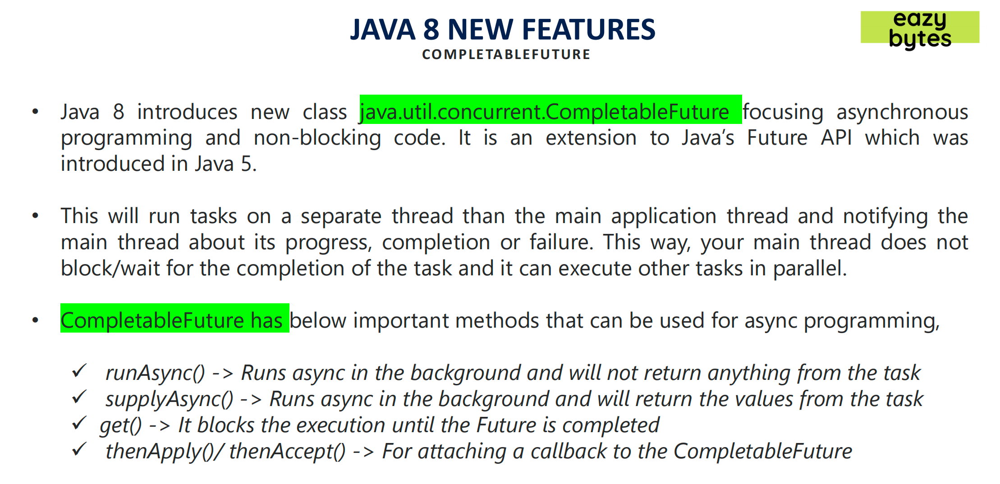 JAVA 8 NEW FEATURES
COMPLETABLEFUTURE
eazy
bytes
• Java 8 introduces new class java.util.concurrent.CompletableFuture focusing asynchronous
programming and non-blocking code. It is an extension to Java’s Future API which was
introduced in Java 5.
• This will run tasks on a separate thread than the main application thread and notifying the
main thread about its progress, completion or failure. This way, your main thread does not
block/wait for the completion of the task and it can execute other tasks in parallel.
• CompletableFuture has below important methods that can be used for async programming,
✓ runAsync() -> Runs async in the background and will not return anything from the task
✓ supplyAsync() -> Runs async in the background and will return the values from the task
✓ get() -> It blocks the execution until the Future is completed
✓ thenApply()/ thenAccept() -> For attaching a callback to the CompletableFuture